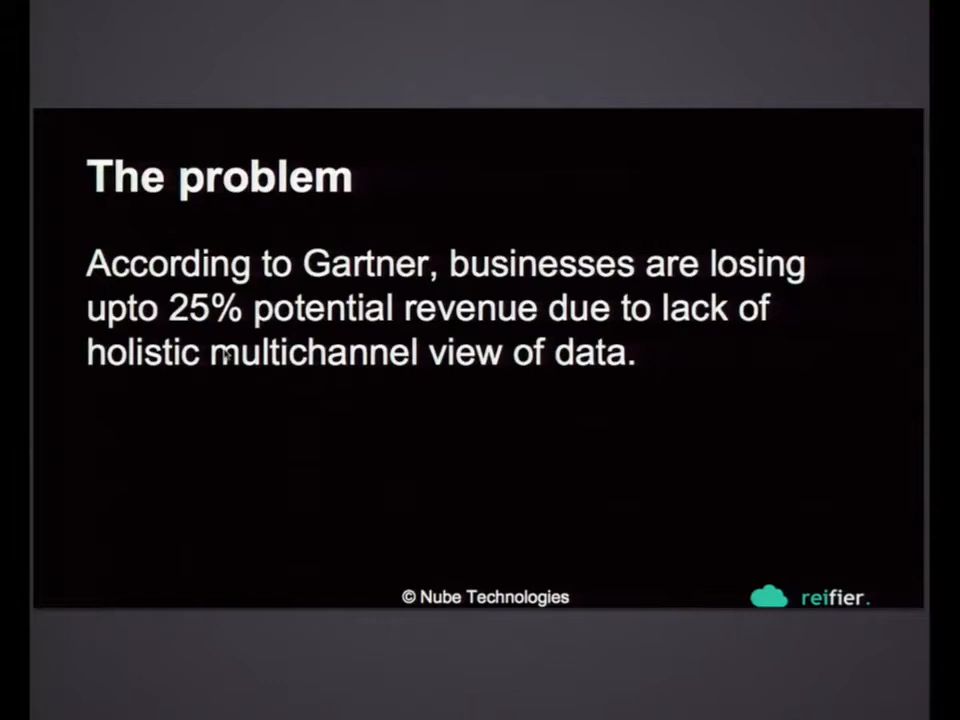 The problem
According to Gartner, businesses are losing
upto 25% potential revenue due to lack of
holistic multichannel view of data.
© Nube Technologies
reifier.